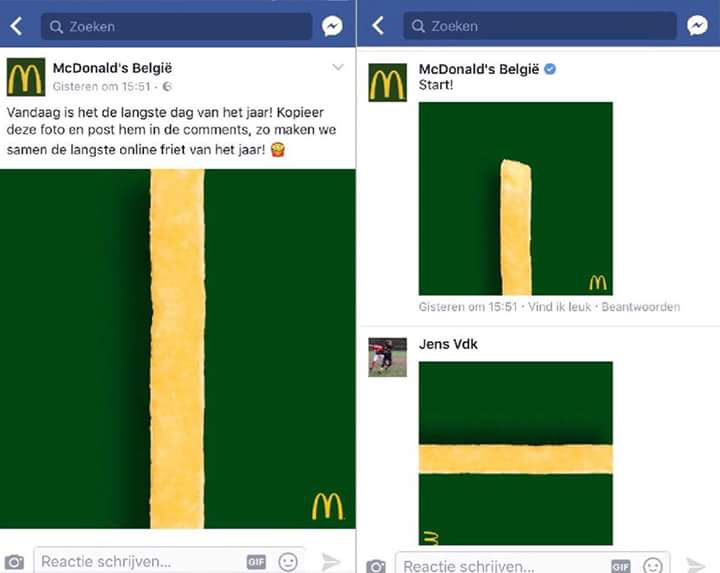 Zoeken
McDonald's België
Gisteren om 15:51 ·
Vandaag is het de langste dag van het jaar! Kopieer
deze foto en post hem in de comments, zo maken we
samen de langste online friet van het jaar!
Reactie schrijven...
GIF
Zoeken
McDonald's België
Start!
Gisteren om 15:51 · Vind ik leuk · Beantwoorden
Jens Vdk
Reactie schrijven...
GIF